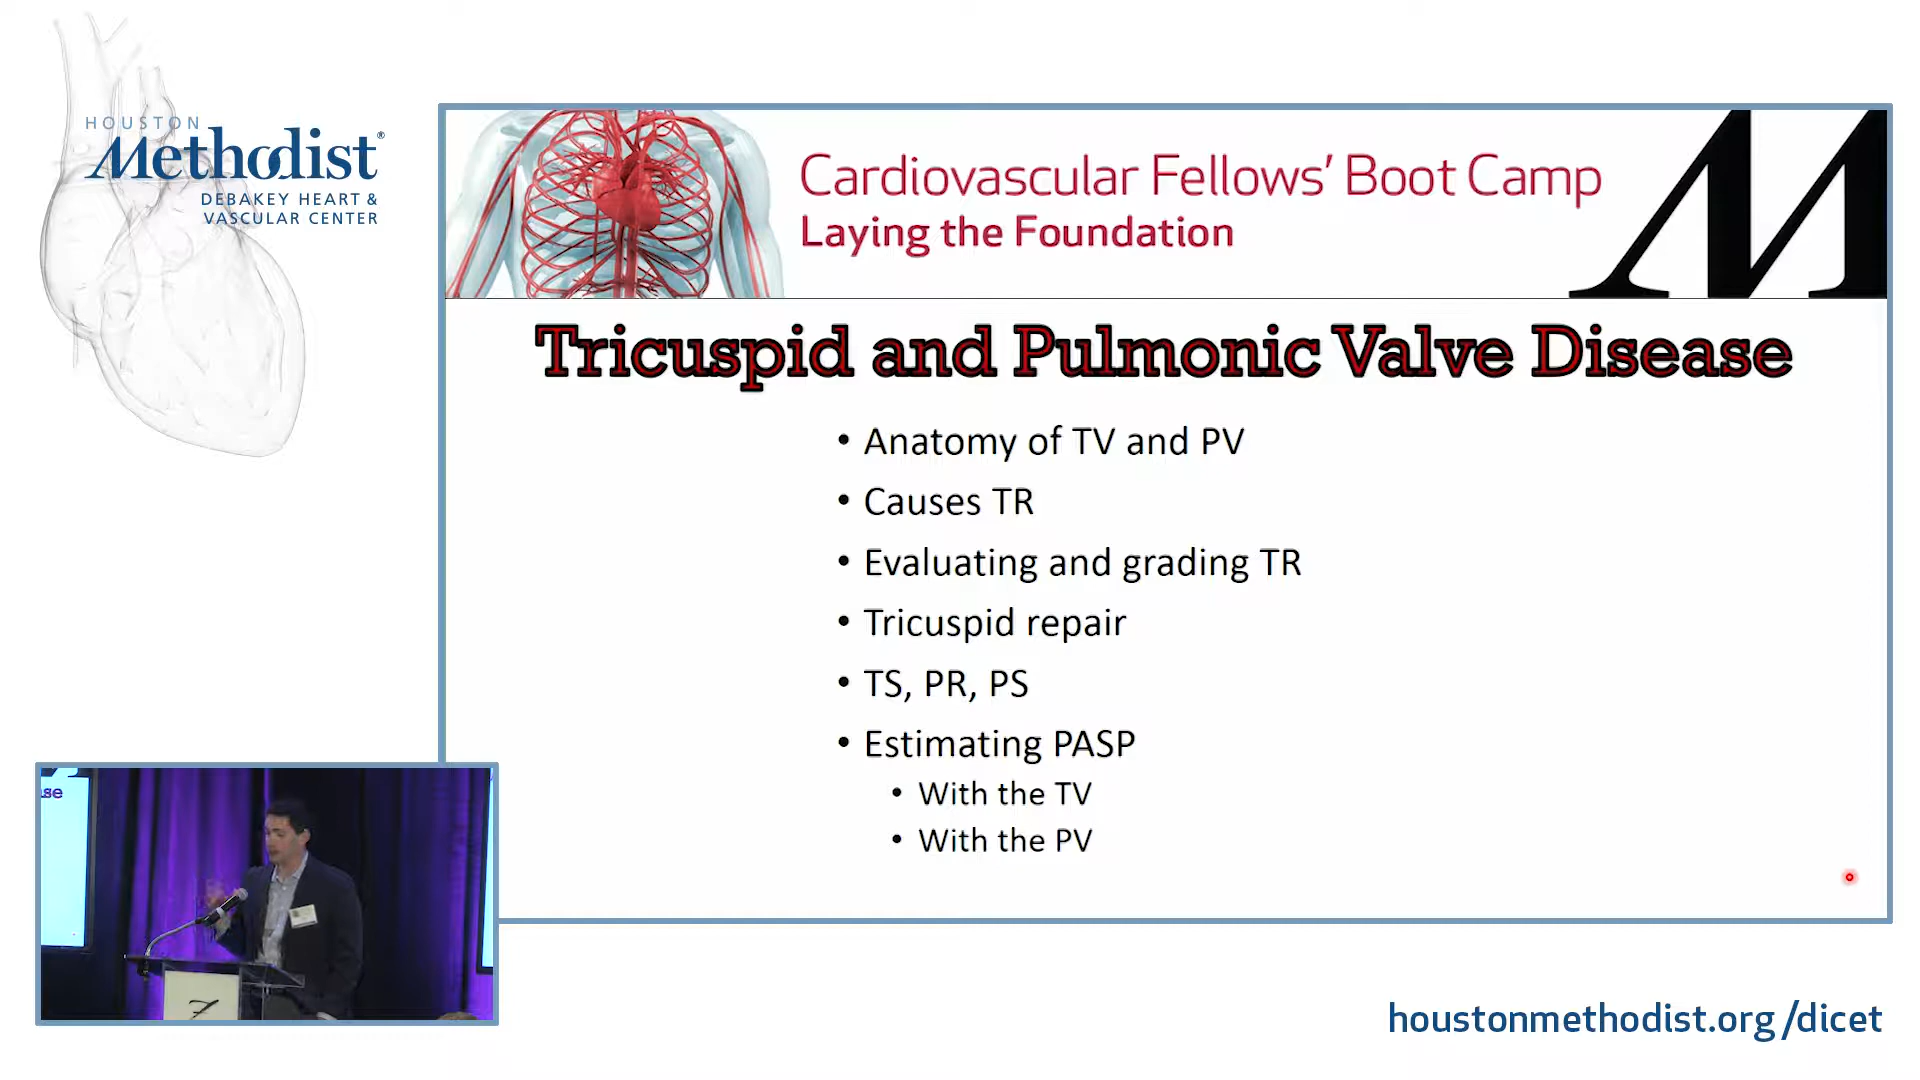 HOUSTON
Methodist®
DEBAKEY HEART &
VASCULAR CENTER
Cardiovascular Fellows’ Boot Camp
Laying the Foundation
M
Tricuspid and Pulmonic Valve Disease
• Anatomy of TV and PV
• Causes TR
• Evaluating and grading TR
• Tricuspid repair
• TS, PR, PS
• Estimating PASP
• With the TV
• With the PV
se
houstonmethodist.org/dicet